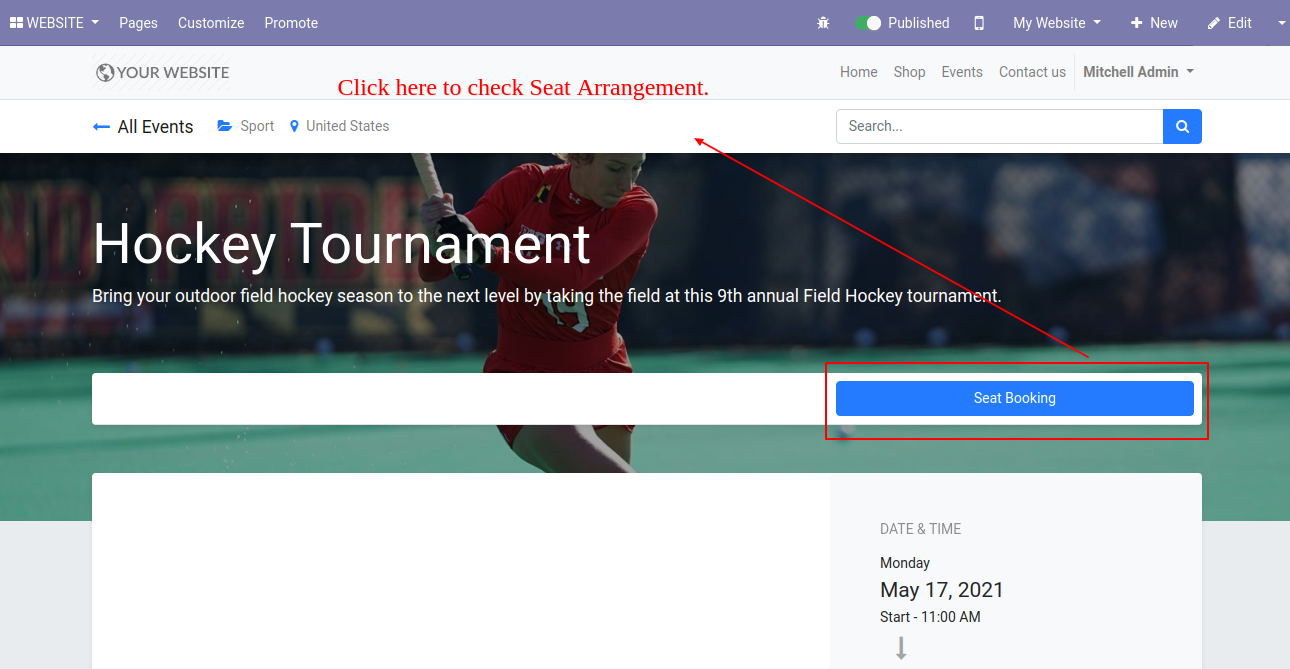 WEBSITE Pages Customize Promote Published My Website New Edit
YOUR WEBSITE Home Shop Events Contact us Mitchell Admin
Click here to check Seat Arrangement.
All Events Sport United States Search...
Hockey Tournament
Bring your outdoor field hockey season to the next level by taking the field at this 9th annual Field Hockey tournament.
19
Seat Booking
DATE & TIME
Monday
May 17, 2021
Start - 11:00 AM